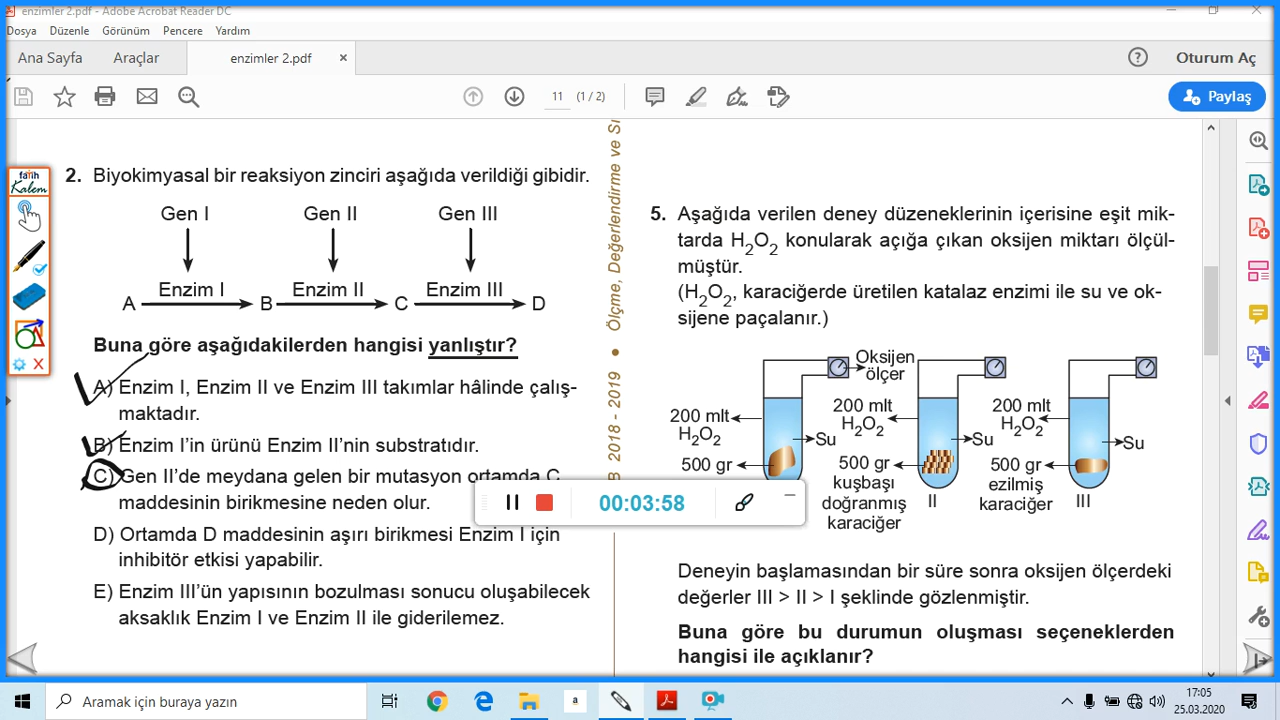 enzimler 2.pdf - Adobe Acrobat Reader DC
Dosya Düzenle Görünüm Pencere Yardım
Ana Sayfa Araçlar enzimler 2.pdf × ? Oturum Aç
11 (1 / 2) Paylaş
fatih
Kalem
2. Biyokimyasal bir reaksiyon zinciri aşağıda verildiği gibidir.
Gen I Gen II Gen III
Enzim I Enzim II Enzim III
A B C D
Buna göre aşağıdakilerden hangisi yanlıştır?
A) Enzim I, Enzim II ve Enzim III takımlar hâlinde çalış-
maktadır.
B) Enzim I'in ürünü Enzim II'nin substratıdır.
C) Gen II'de meydana gelen bir mutasyon ortamda C
maddesinin birikmesine neden olur.
D) Ortamda D maddesinin aşırı birikmesi Enzim I için
inhibitör etkisi yapabilir.
E) Enzim III'ün yapısının bozulması sonucu oluşabilecek
aksaklık Enzim I ve Enzim II ile giderilemez.
B 2018 - 2019 • Ölçme, Değerlendirme ve Sı
00:03:58
5. Aşağıda verilen deney düzeneklerinin içerisine eşit mik-
tarda H2O2 konularak açığa çıkan oksijen miktarı ölçül-
müştür.
(H2O2, karaciğerde üretilen katalaz enzimi ile su ve ok-
sijene paçalanır.)
Oksijen
ölçer
200 mlt
H2O2
Su
500 gr
200 mlt
H2O2
Su
500 gr
kuşbaşı
doğranmış
karaciğer
II
200 mlt
H2O2
Su
500 gr
ezilmiş
karaciğer
III
Deneyin başlamasından bir süre sonra oksijen ölçerdeki
değerler III > II > I şeklinde gözlenmiştir.
Buna göre bu durumun oluşması seçeneklerden
hangisi ile açıklanır?
Aramak için buraya yazın
a
17:05
25.03.2020